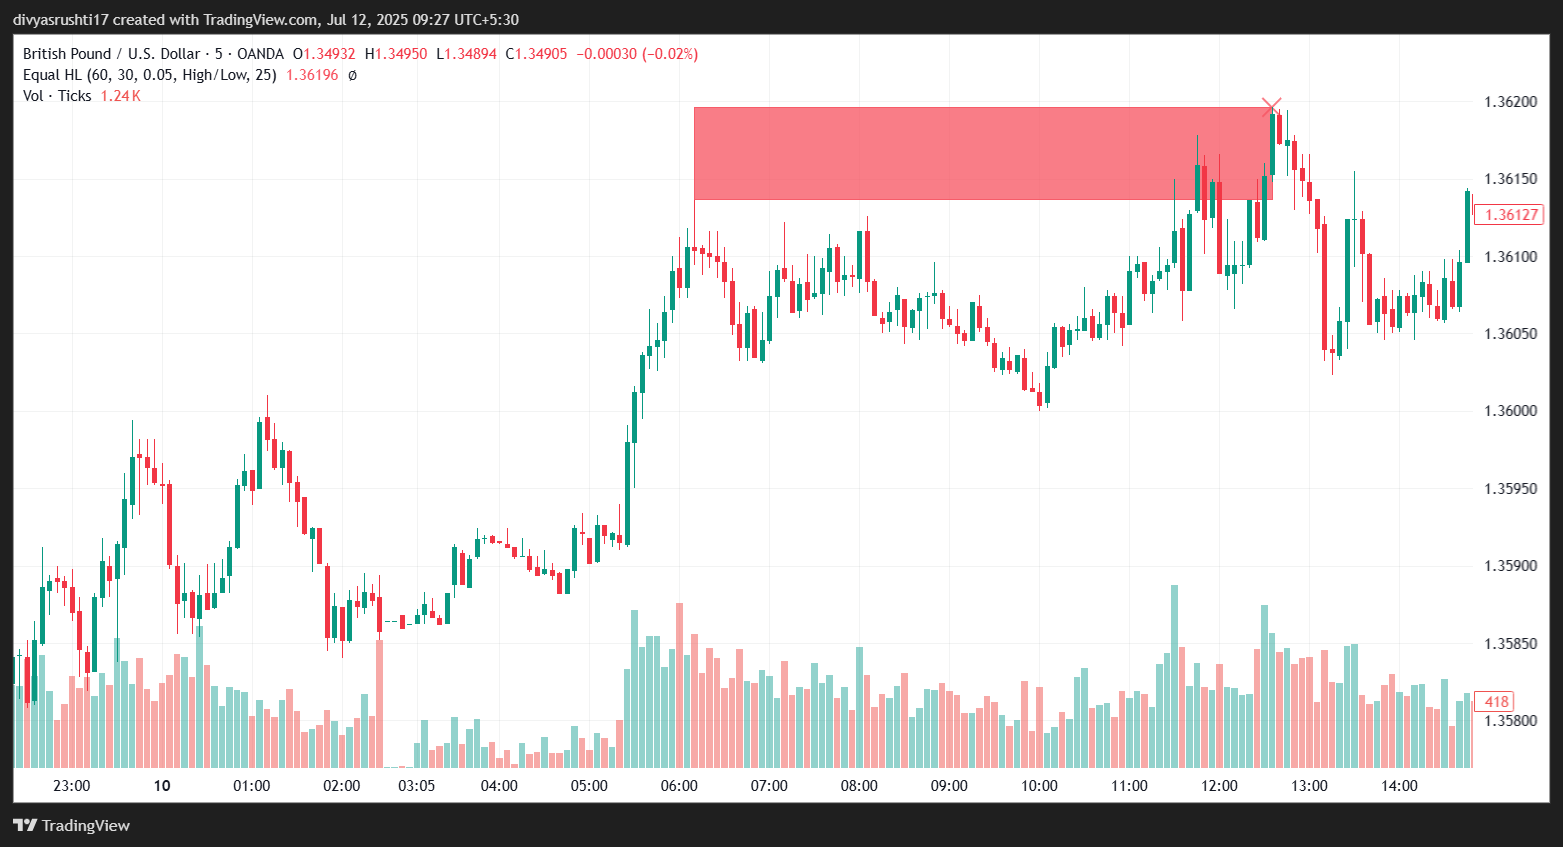 divyasrushti17 created with TradingView.com, Jul 12, 2025 09:27 UTC+5:30
British Pound / U.S. Dollar · 5 · OANDA O1.34932 H1.34950 L1.34894 C1.34905 −0.00030 (−0.02%)
Equal HL (60, 30, 0.05, High/Low, 25) 1.36196 ø
Vol · Ticks 1.24K
1.36200
1.36150
1.36127
1.36100
1.36050
1.36000
1.35950
1.35900
1.35850
418
1.35800
23:00 10 01:00 02:00 03:05 04:00 05:00 06:00 07:00 08:00 09:00 10:00 11:00 12:00 13:00 14:00
TradingView